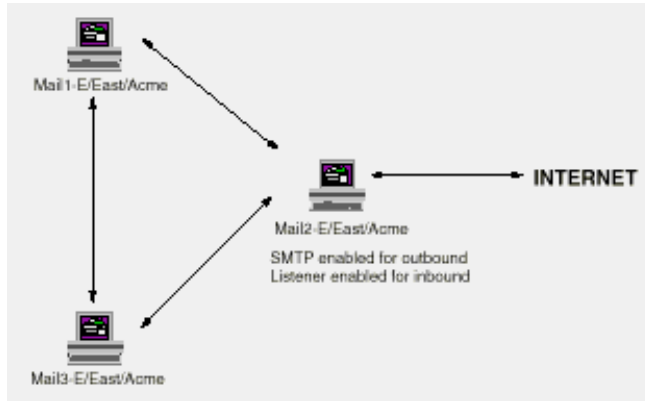 Mail1-E/East/Acme
INTERNET
Mail2-E/East/Acme
SMTP enabled for outbound
Listener enabled for inbound
Mail3-E/East/Acme